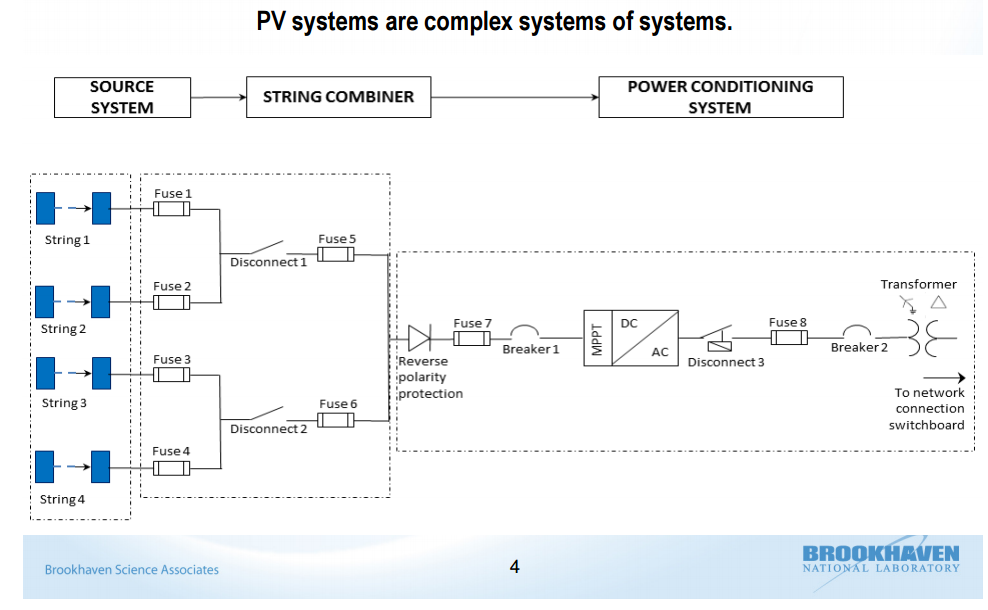 PV systems are complex systems of systems.
SOURCE
SYSTEM
STRING COMBINER
POWER CONDITIONING
SYSTEM
Fuse 1
String 1
Fuse 5
Disconnect 1
Fuse 2
String 2
Transformer
Fuse 7
Breaker 1
MPPT
DC
AC
Disconnect 3
Fuse 8
Breaker 2
Reverse
polarity
protection
Fuse 3
String 3
Fuse 6
Disconnect 2
To network
connection
switchboard
Fuse 4
String 4
Brookhaven Science Associates
4
BROOKHAVEN
NATIONAL LABORATORY